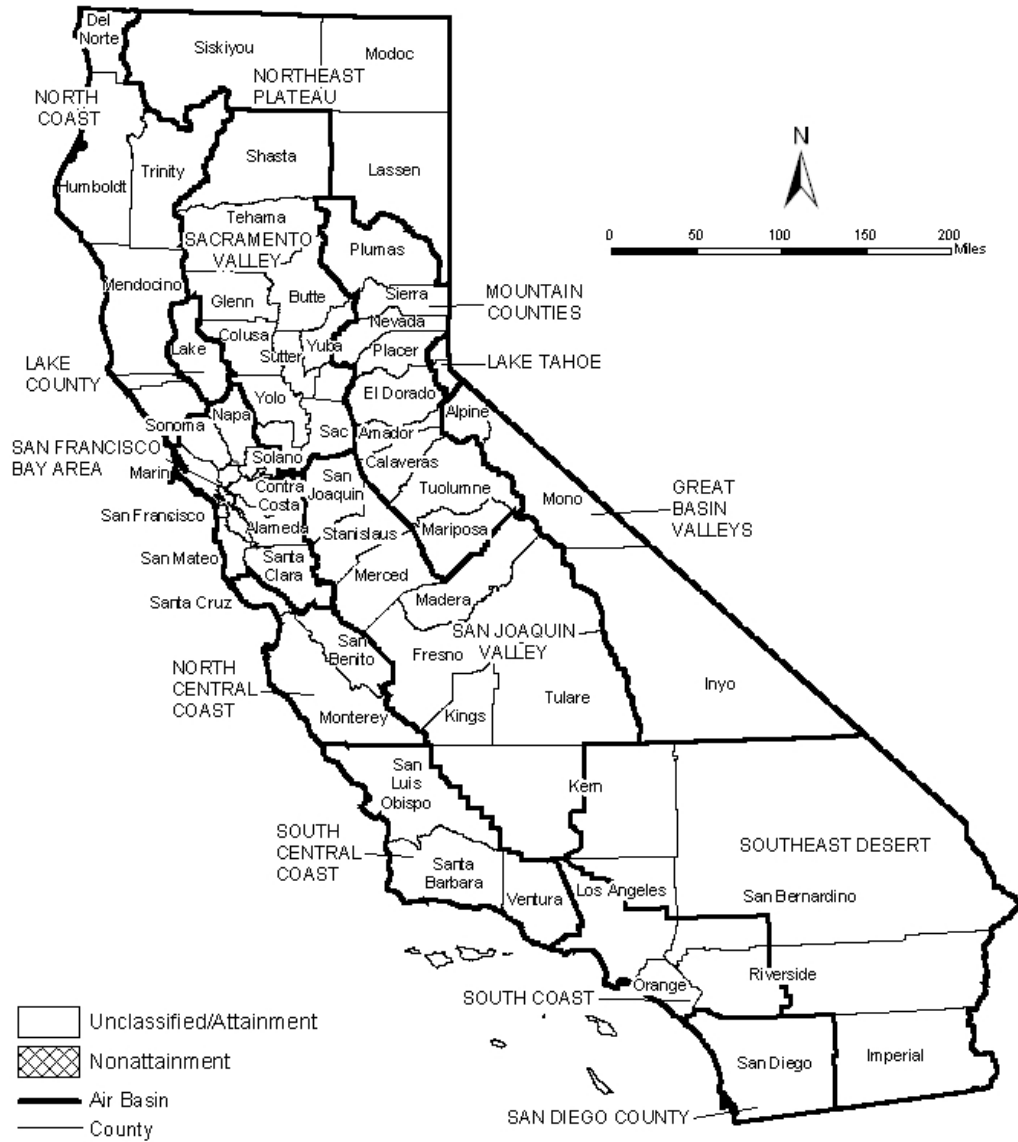 Del
Norte
Siskiyou
Modoc
NORTHEAST
PLATEAU
NORTH
COAST
Shasta
Trinity
Lassen
Humboldt
N
0 50 100 150 200
Miles
Tehama
SACRAMENTO
VALLEY
Plumas
Mendocino
Glenn
Butte
Sierra
MOUNTAIN
COUNTIES
Nevada
Colusa
Sutter
Yuba
Placer
Lake
LAKE
COUNTY
LAKE TAHOE
El Dorado
Yolo
Napa
Alpine
Sonoma
Sac
Amador
SAN FRANCISCO
BAY AREA
Solano
Calaveras
Marin
Contra
Costa
San
Joaquin
Tuolumne
Mono
GREAT
BASIN
VALLEYS
San Francisco
Alameda
Stanislaus
Mariposa
San Mateo
Santa
Clara
Merced
Santa Cruz
Madera
SAN JOAQUIN
VALLEY
San
Benito
Fresno
NORTH
CENTRAL
COAST
Monterey
Kings
Tulare
Inyo
San
Luis
Obispo
Kern
SOUTH
CENTRAL
COAST
SOUTHEAST DESERT
Santa
Barbara
Ventura
Los Angeles
San Bernardino
Riverside
Orange
SOUTH COAST
San Diego
Imperial
SAN DIEGO COUNTY
Unclassified/Attainment
Nonattainment
Air Basin
County